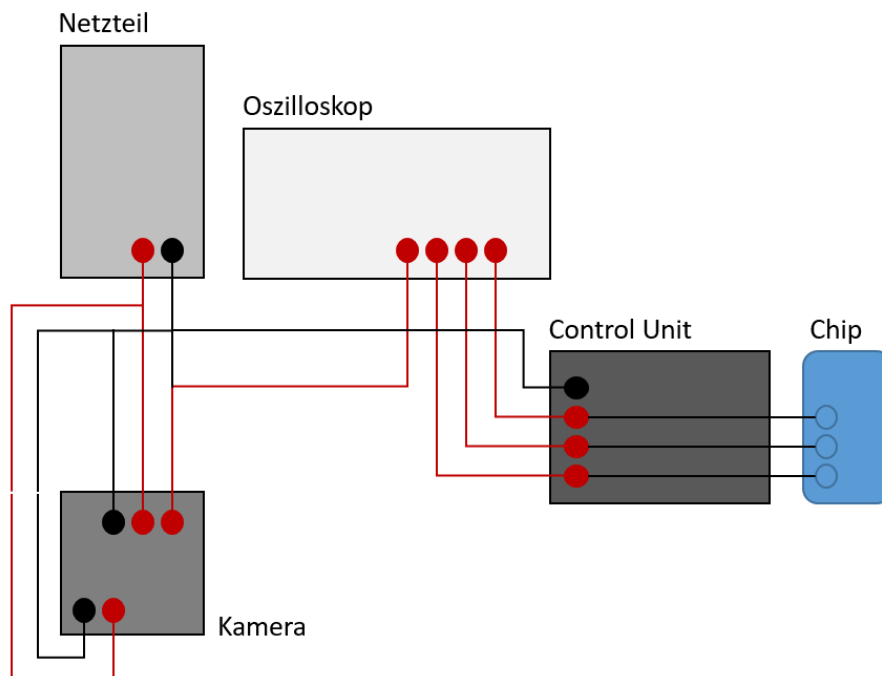 Netzteil
Oszilloskop
Control Unit
Chip
Kamera